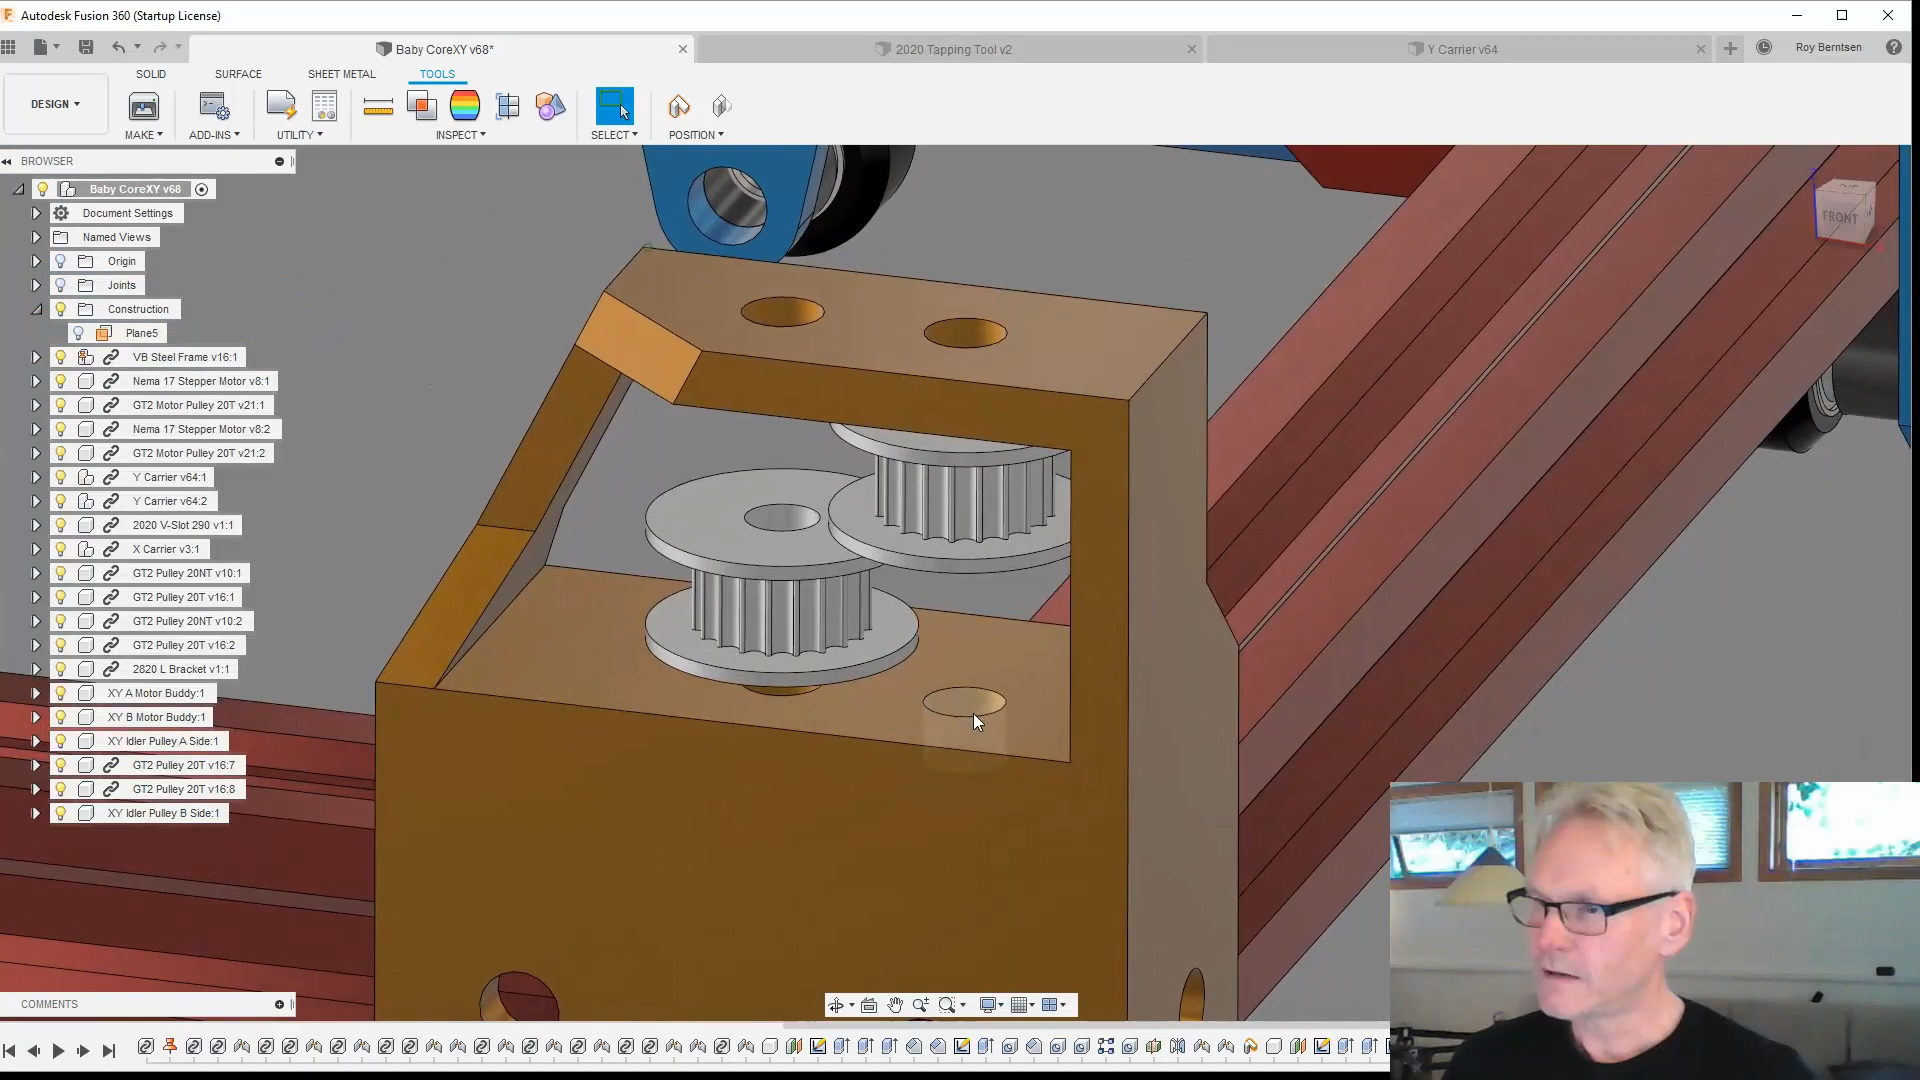 Autodesk Fusion 360 (Startup License)
Baby CoreXY v68*
2020 Tapping Tool v2
Y Carrier v64
Roy Berntsen
SOLID
SURFACE
SHEET METAL
TOOLS
DESIGN
MAKE
ADD-INS
UTILITY
INSPECT
SELECT
POSITION
BROWSER
Baby CoreXY v68
Document Settings
Named Views
Origin
Joints
Construction
Plane5
VB Steel Frame v16:1
Nema 17 Stepper Motor v8:1
GT2 Motor Pulley 20T v21:1
Nema 17 Stepper Motor v8:2
GT2 Motor Pulley 20T v21:2
Y Carrier v64:1
Y Carrier v64:2
2020 V-Slot 290 v1:1
X Carrier v3:1
GT2 Pulley 20NT v10:1
GT2 Pulley 20T v16:1
GT2 Pulley 20NT v10:2
GT2 Pulley 20T v16:2
2820 L Bracket v1:1
XY A Motor Buddy:1
XY B Motor Buddy:1
XY Idler Pulley A Side:1
GT2 Pulley 20T v16:7
GT2 Pulley 20T v16:8
XY Idler Pulley B Side:1
FRONT
COMMENTS